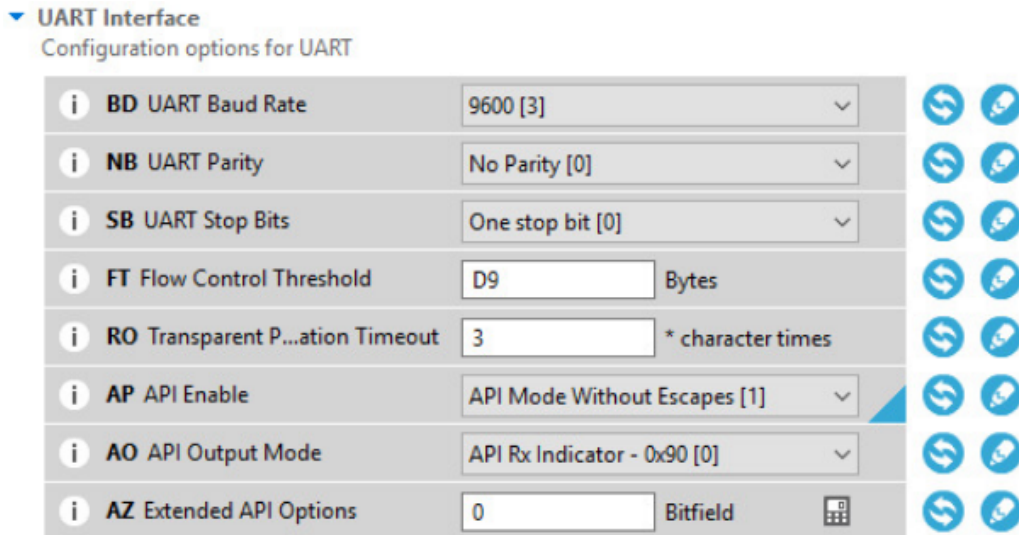 UART Interface
Configuration options for UART
i BD UART Baud Rate 9600 [3]
i NB UART Parity No Parity [0]
i SB UART Stop Bits One stop bit [0]
i FT Flow Control Threshold D9 Bytes
i RO Transparent P...ation Timeout 3 * character times
i AP API Enable API Mode Without Escapes [1]
i AO API Output Mode API Rx Indicator - 0x90 [0]
i AZ Extended API Options 0 Bitfield